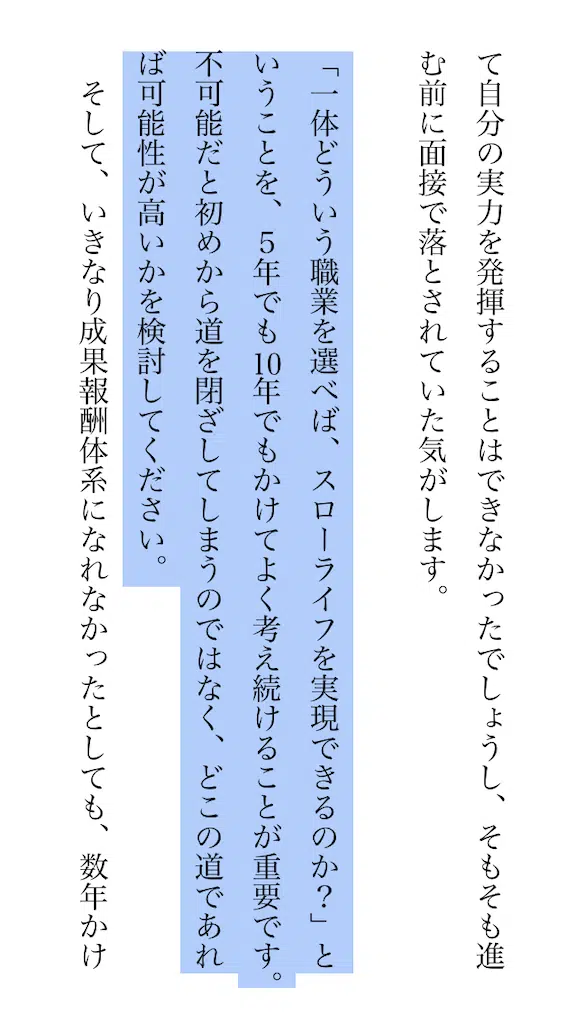 て自分の実力を発揮することはできなかったでしょうし、そもそも進
む前に面接で落とされていた気がします。
「一体どういう職業を選べば、スローライフを実現できるのか？」と
いうことを、5年でも10年でもかけてよく考え続けることが重要です。
不可能だと初めから道を閉ざしてしまうのではなく、どこの道であれ
ば可能性が高いかを検討してください。
そして、いきなり成果報酬体系になれなかったとしても、数年かけ